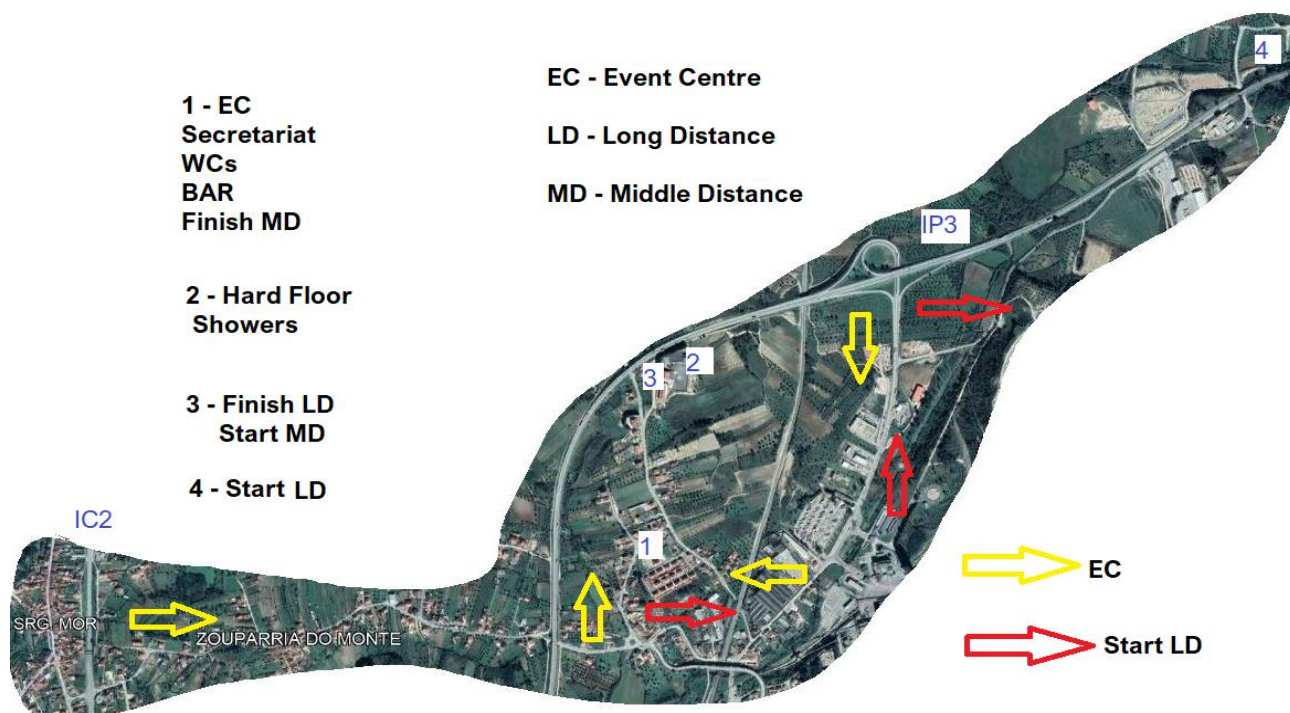 1 - EC
Secretariat
WCs
BAR
Finish MD
2 - Hard Floor
Showers
3 - Finish LD
Start MD
4 - Start LD
EC - Event Centre
LD - Long Distance
MD - Middle Distance
4
IP3
2
3
IC2
1
SRG_MOR
ZOUPARRIA DO MONTE
EC
Start LD